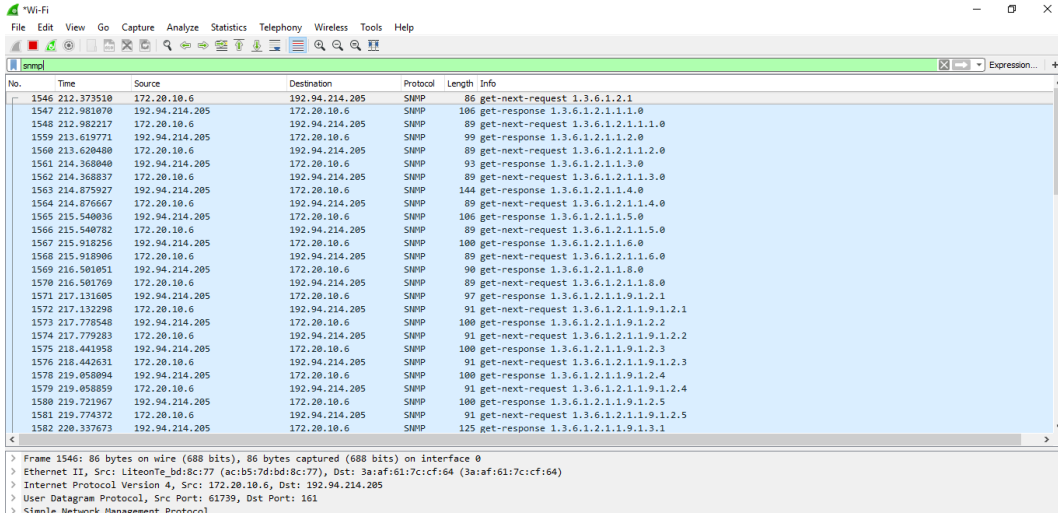 *Wi-Fi
File Edit View Go Capture Analyze Statistics Telephony Wireless Tools Help
snmp Expression... +
No. Time Source Destination Protocol Length Info
1546 212.373510 172.20.10.6 192.94.214.205 SNMP 86 get-next-request 1.3.6.1.2.1
1547 212.981070 192.94.214.205 172.20.10.6 SNMP 106 get-response 1.3.6.1.2.1.1.1.0
1548 212.982217 172.20.10.6 192.94.214.205 SNMP 89 get-next-request 1.3.6.1.2.1.1.1.0
1559 213.619771 192.94.214.205 172.20.10.6 SNMP 99 get-response 1.3.6.1.2.1.1.2.0
1560 213.620480 172.20.10.6 192.94.214.205 SNMP 89 get-next-request 1.3.6.1.2.1.1.2.0
1561 214.368040 192.94.214.205 172.20.10.6 SNMP 93 get-response 1.3.6.1.2.1.1.3.0
1562 214.368837 172.20.10.6 192.94.214.205 SNMP 89 get-next-request 1.3.6.1.2.1.1.3.0
1563 214.875927 192.94.214.205 172.20.10.6 SNMP 144 get-response 1.3.6.1.2.1.1.4.0
1564 214.876667 172.20.10.6 192.94.214.205 SNMP 89 get-next-request 1.3.6.1.2.1.1.4.0
1565 215.540036 192.94.214.205 172.20.10.6 SNMP 106 get-response 1.3.6.1.2.1.1.5.0
1566 215.540782 172.20.10.6 192.94.214.205 SNMP 89 get-next-request 1.3.6.1.2.1.1.5.0
1567 215.918256 192.94.214.205 172.20.10.6 SNMP 100 get-response 1.3.6.1.2.1.1.6.0
1568 215.918906 172.20.10.6 192.94.214.205 SNMP 89 get-next-request 1.3.6.1.2.1.1.6.0
1569 216.501051 192.94.214.205 172.20.10.6 SNMP 90 get-response 1.3.6.1.2.1.1.8.0
1570 216.501769 172.20.10.6 192.94.214.205 SNMP 89 get-next-request 1.3.6.1.2.1.1.8.0
1571 217.131605 192.94.214.205 172.20.10.6 SNMP 97 get-response 1.3.6.1.2.1.1.9.1.2.1
1572 217.132298 172.20.10.6 192.94.214.205 SNMP 91 get-next-request 1.3.6.1.2.1.1.9.1.2.1
1573 217.778548 192.94.214.205 172.20.10.6 SNMP 100 get-response 1.3.6.1.2.1.1.9.1.2.2
1574 217.779283 172.20.10.6 192.94.214.205 SNMP 91 get-next-request 1.3.6.1.2.1.1.9.1.2.2
1575 218.441958 192.94.214.205 172.20.10.6 SNMP 100 get-response 1.3.6.1.2.1.1.9.1.2.3
1576 218.442631 172.20.10.6 192.94.214.205 SNMP 91 get-next-request 1.3.6.1.2.1.1.9.1.2.3
1578 219.058094 192.94.214.205 172.20.10.6 SNMP 100 get-response 1.3.6.1.2.1.1.9.1.2.4
1579 219.058859 172.20.10.6 192.94.214.205 SNMP 91 get-next-request 1.3.6.1.2.1.1.9.1.2.4
1580 219.721967 192.94.214.205 172.20.10.6 SNMP 100 get-response 1.3.6.1.2.1.1.9.1.2.5
1581 219.774372 172.20.10.6 192.94.214.205 SNMP 91 get-next-request 1.3.6.1.2.1.1.9.1.2.5
1582 220.337673 192.94.214.205 172.20.10.6 SNMP 125 get-response 1.3.6.1.2.1.1.9.1.3.1
> Frame 1546: 86 bytes on wire (688 bits), 86 bytes captured (688 bits) on interface 0
> Ethernet II, Src: LiteonTe_bd:8c:77 (ac:b5:7d:bd:8c:77), Dst: 3a:af:61:7c:cf:64 (3a:af:61:7c:cf:64)
> Internet Protocol Version 4, Src: 172.20.10.6, Dst: 192.94.214.205
> User Datagram Protocol, Src Port: 61739, Dst Port: 161
> Simple Network Management Protocol